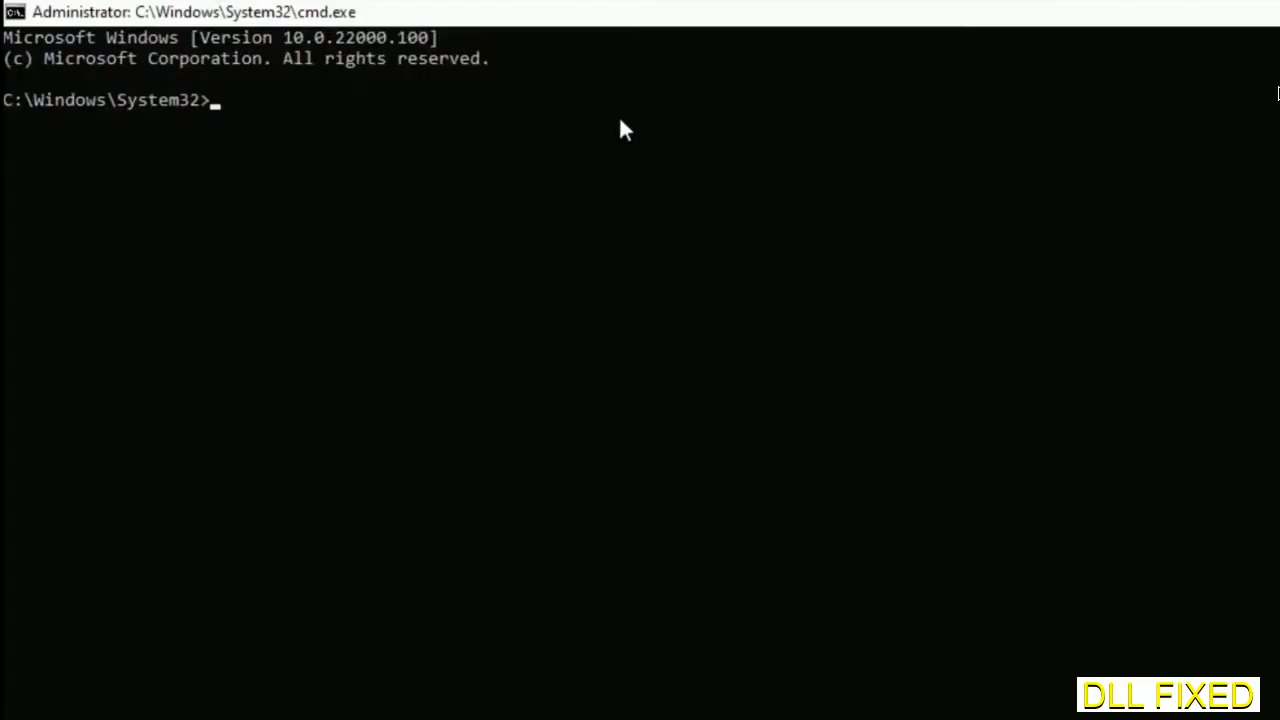 Administrator: C:\Windows\System32\cmd.exe
Microsoft Windows [Version 10.0.22000.100]
(c) Microsoft Corporation. All rights reserved.
C:\Windows\System32>
DLL FIXED